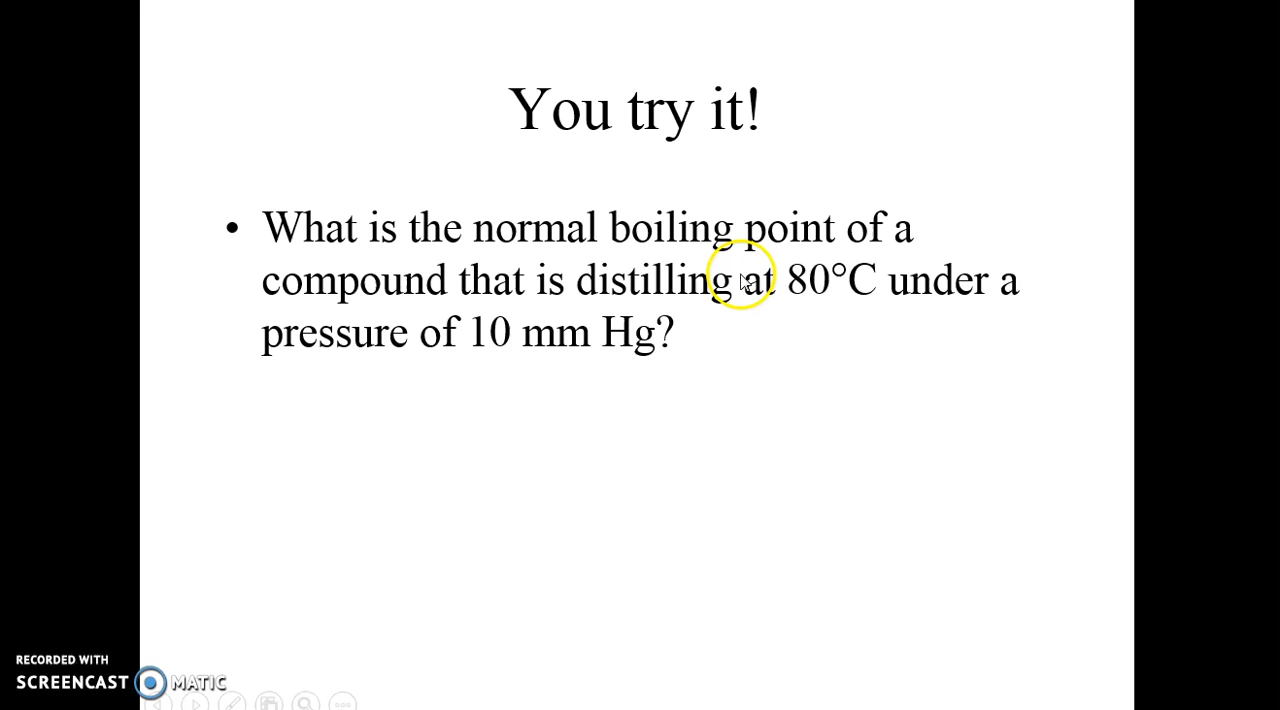 You try it!
• What is the normal boiling point of a
compound that is distilling at 80°C under a
pressure of 10 mm Hg?
RECORDED WITH
SCREENCAST MATIC